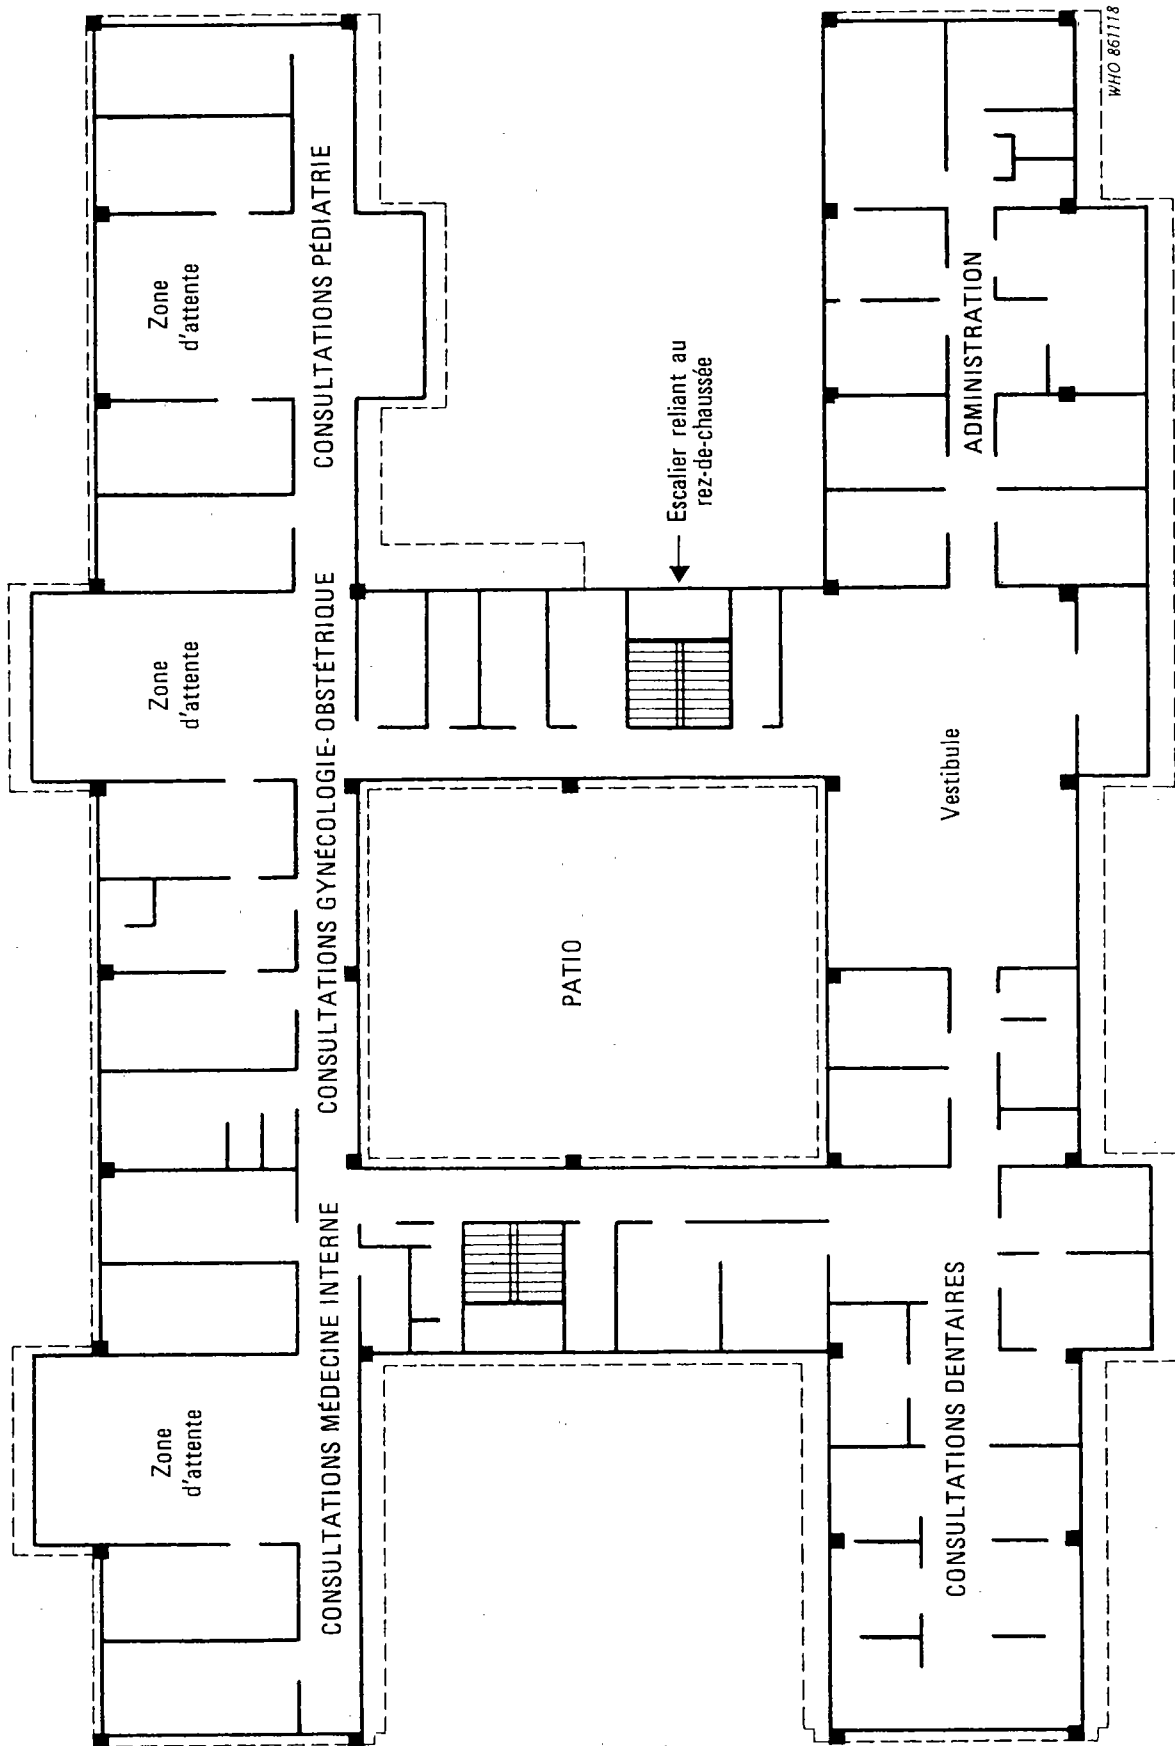 Zone
d'attente
Zone
d'attente
Zone
d'attente
CONSULTATIONS MÉDECINE INTERNE
CONSULTATIONS GYNÉCOLOGIE-OBSTÉTRIQUE
CONSULTATIONS PÉDIATRIE
PATIO
Escalier reliant au
rez-de-chaussée
Vestibule
CONSULTATIONS DENTAIRES
ADMINISTRATION
WHO 861118